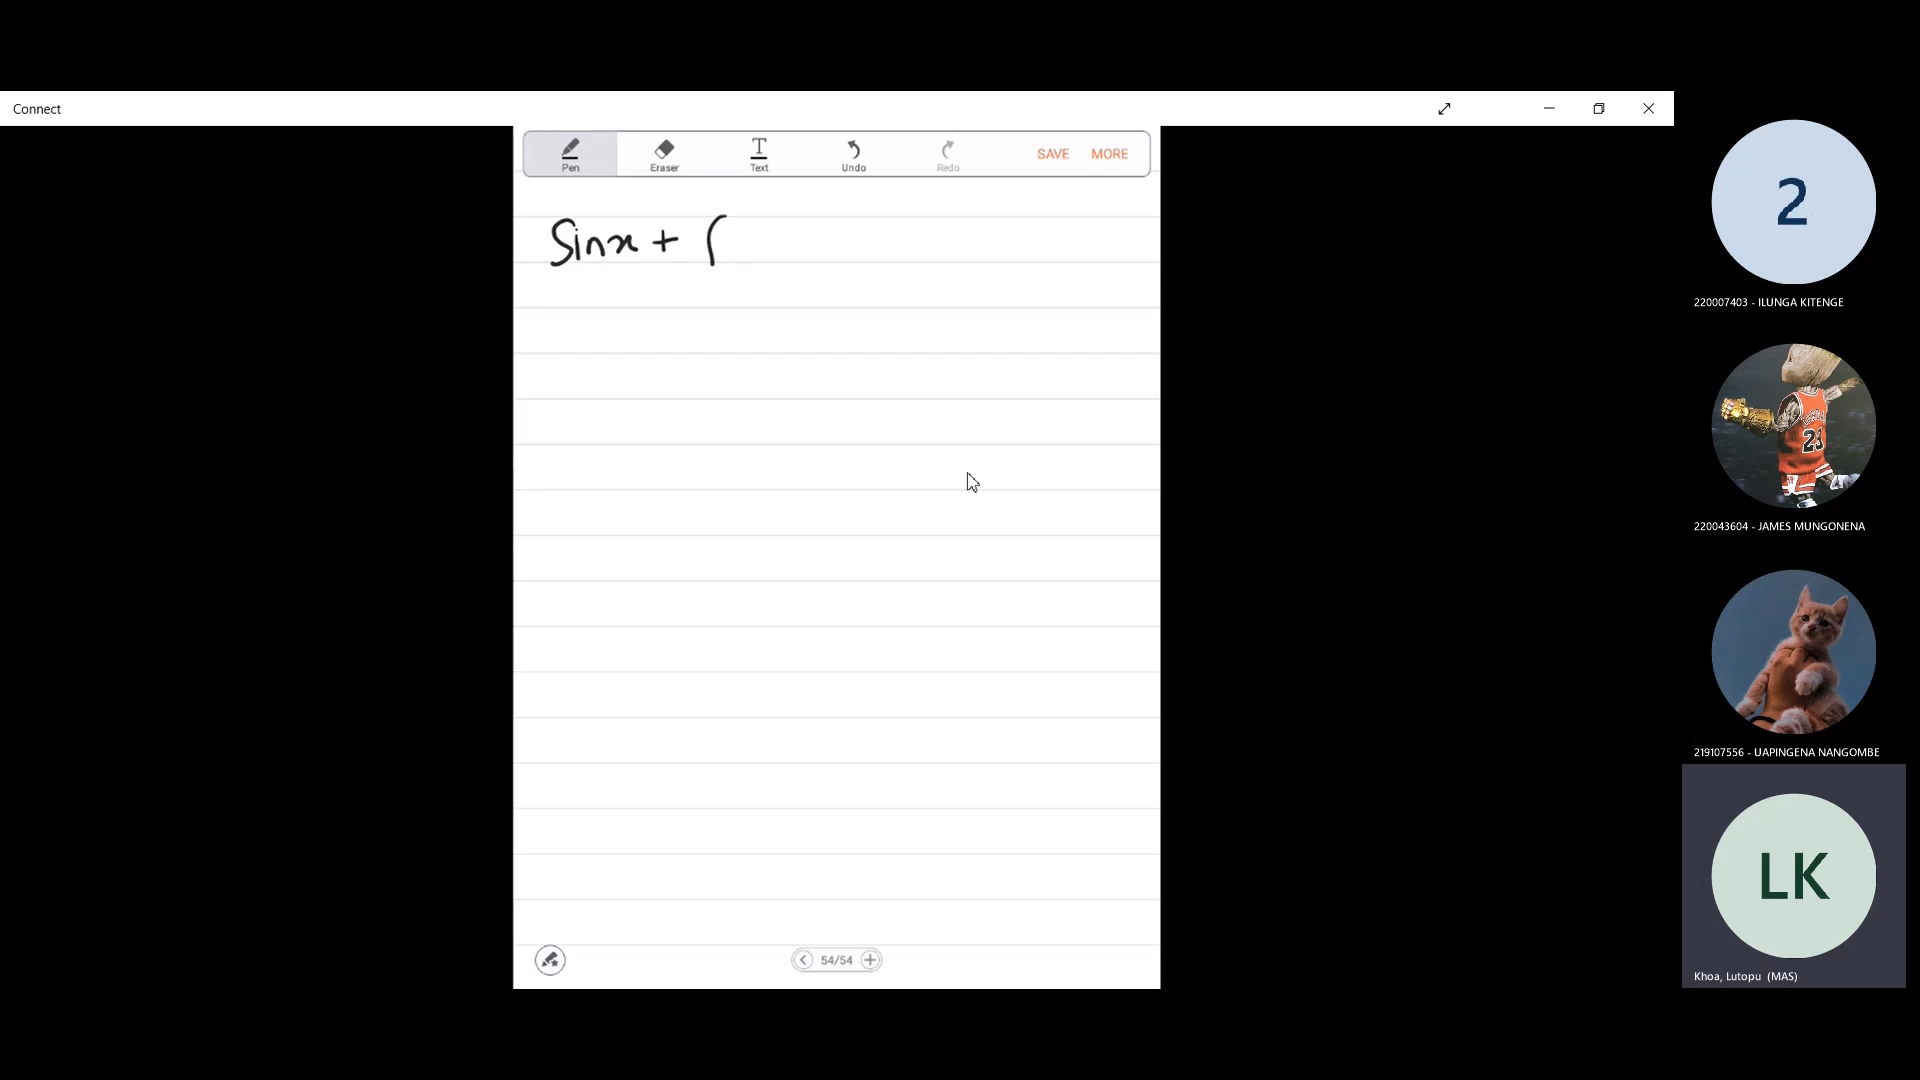 Connect
Pen Eraser Text Undo Redo SAVE MORE
Sinx + (
54/54
2
220007403 - ILUNGA KITENGE
23
220043604 - JAMES MUNGONENA
219107556 - UAPINGENA NANGOMBE
LK
Khoa, Lutopu (MAS)